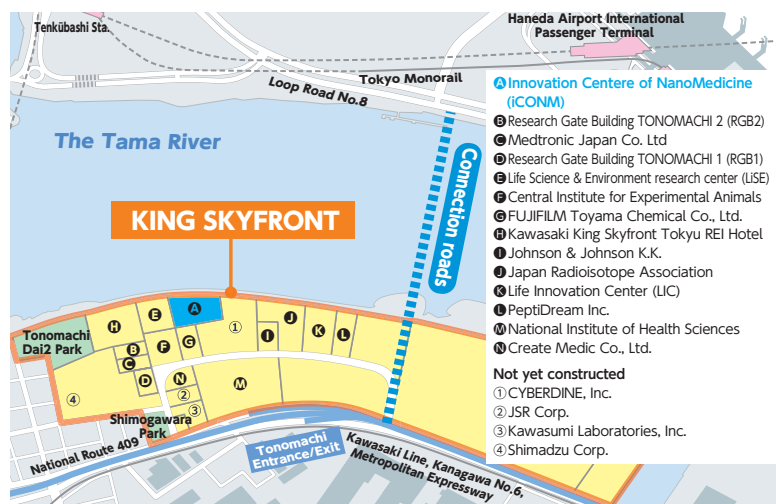 Tenkūbashi Sta.
Haneda Airport International
Passenger Terminal
Tokyo Monorail
Loop Road No.8
The Tama River
Connection roads
KING SKYFRONT
Tonomachi
Dai2 Park
Shimogawara
Park
National Route 409
Tonomachi
Entrance/Exit
Kawasaki Line, Kanagawa No.6,
Metropolitan Expressway
A
B
C
D
E
F
G
H
I
J
K
L
M
N
①
②
③
④
A Innovation Centere of NanoMedicine
(iCONM)
B Research Gate Building TONOMACHI 2 (RGB2)
C Medtronic Japan Co. Ltd
D Research Gate Building TONOMACHI 1 (RGB1)
E Life Science & Environment research center (LiSE)
F Central Institute for Experimental Animals
G FUJIFILM Toyama Chemical Co., Ltd.
H Kawasaki King Skyfront Tokyu REI Hotel
I Johnson & Johnson K.K.
J Japan Radioisotope Association
K Life Innovation Center (LIC)
L PeptiDream Inc.
M National Institute of Health Sciences
N Create Medic Co., Ltd.
Not yet constructed
① CYBERDINE, Inc.
② JSR Corp.
③ Kawasumi Laboratories, Inc.
④ Shimadzu Corp.